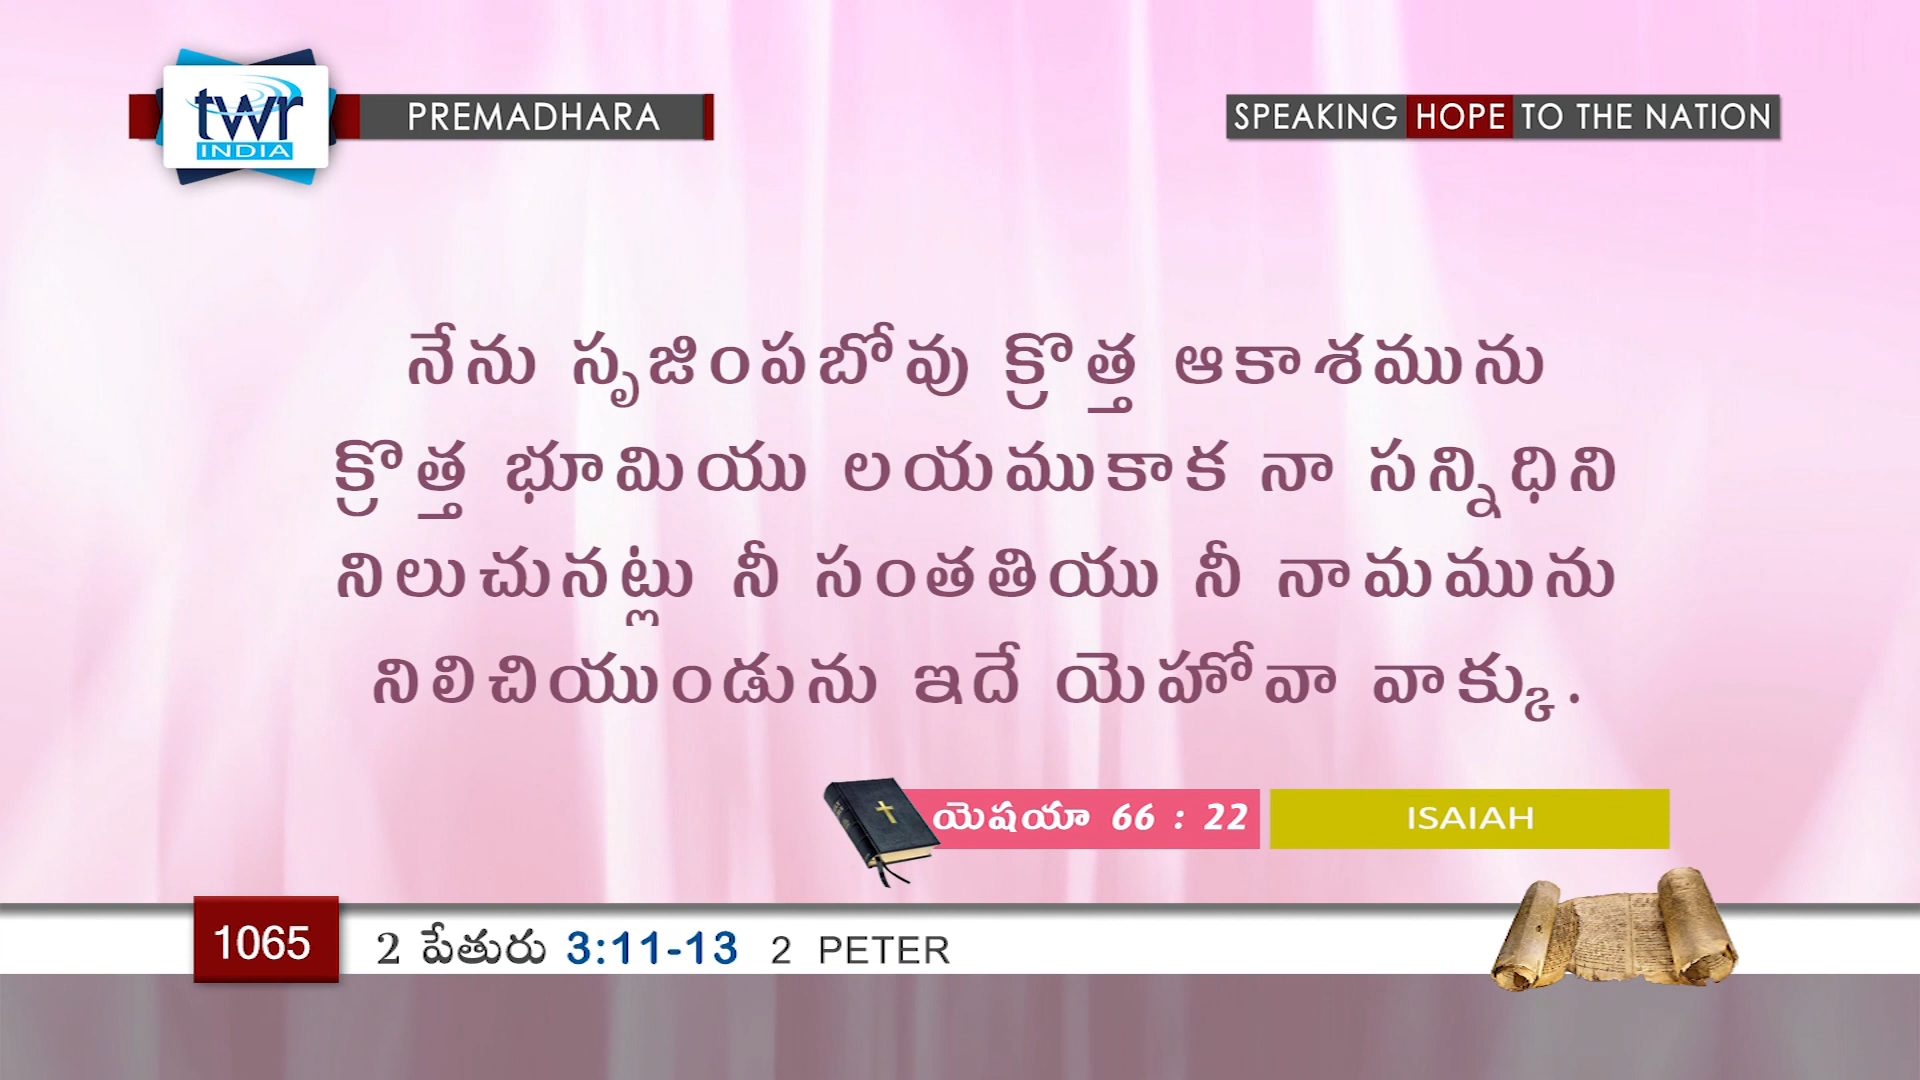 twr
INDIA
PREMADHARA
SPEAKING HOPE TO THE NATION
నేను సృజింపబోవు క్రొత్త ఆకాశమును
క్రొత్త భూమియు లయముకాక నా సన్నిధిని
నిలుచునట్లు నీ సంతతియు నీ నామమును
నిలిచియుండును ఇదే యెహోవా వాక్కు.
యెషయా 66 : 22 ISAIAH
1065 2 పేతురు 3:11-13 2 PETER